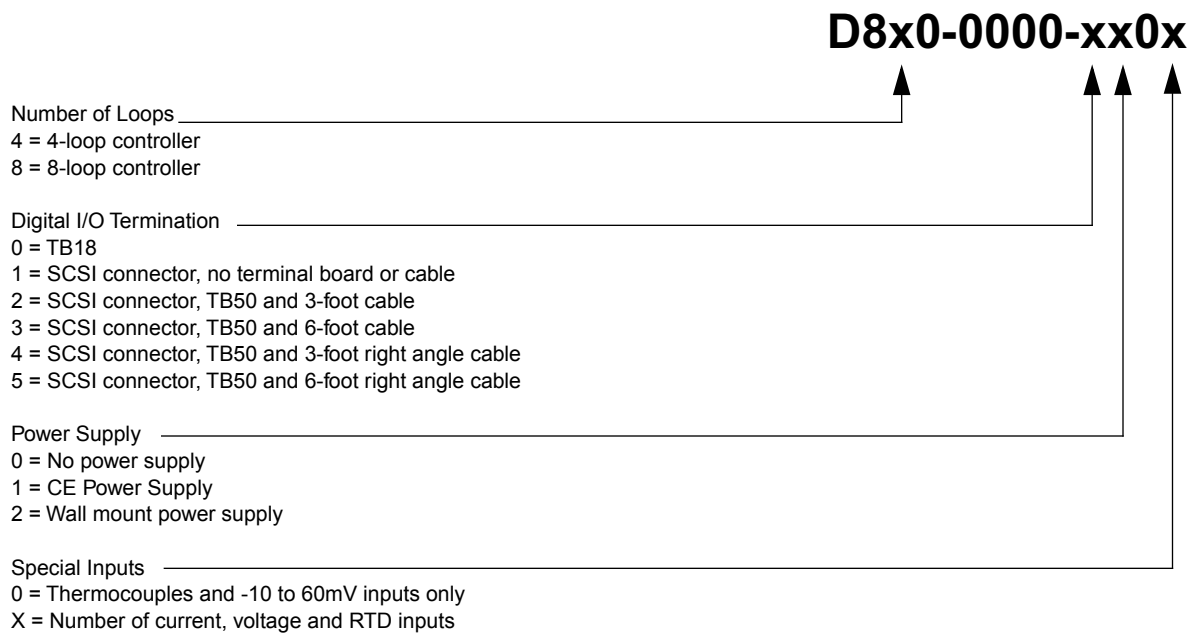 D8x0-0000-xx0x
Number of Loops
4 = 4-loop controller
8 = 8-loop controller
Digital I/O Termination
0 = TB18
1 = SCSI connector, no terminal board or cable
2 = SCSI connector, TB50 and 3-foot cable
3 = SCSI connector, TB50 and 6-foot cable
4 = SCSI connector, TB50 and 3-foot right angle cable
5 = SCSI connector, TB50 and 6-foot right angle cable
Power Supply
0 = No power supply
1 = CE Power Supply
2 = Wall mount power supply
Special Inputs
0 = Thermocouples and -10 to 60mV inputs only
X = Number of current, voltage and RTD inputs